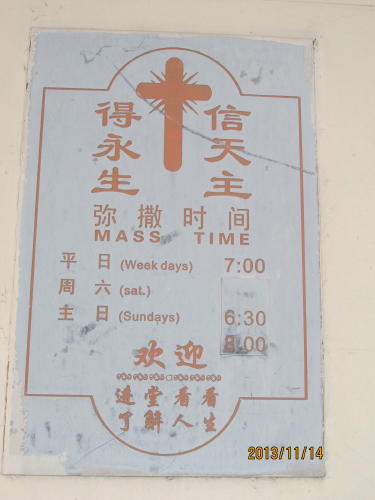 信天主
得永生
弥撒时间
MASS TIME
平日 (Week days) 7:00
周六 (sat.)
主日 (Sundays) 6:30
8:00
欢迎
進堂看看
了解人生
2013/11/14